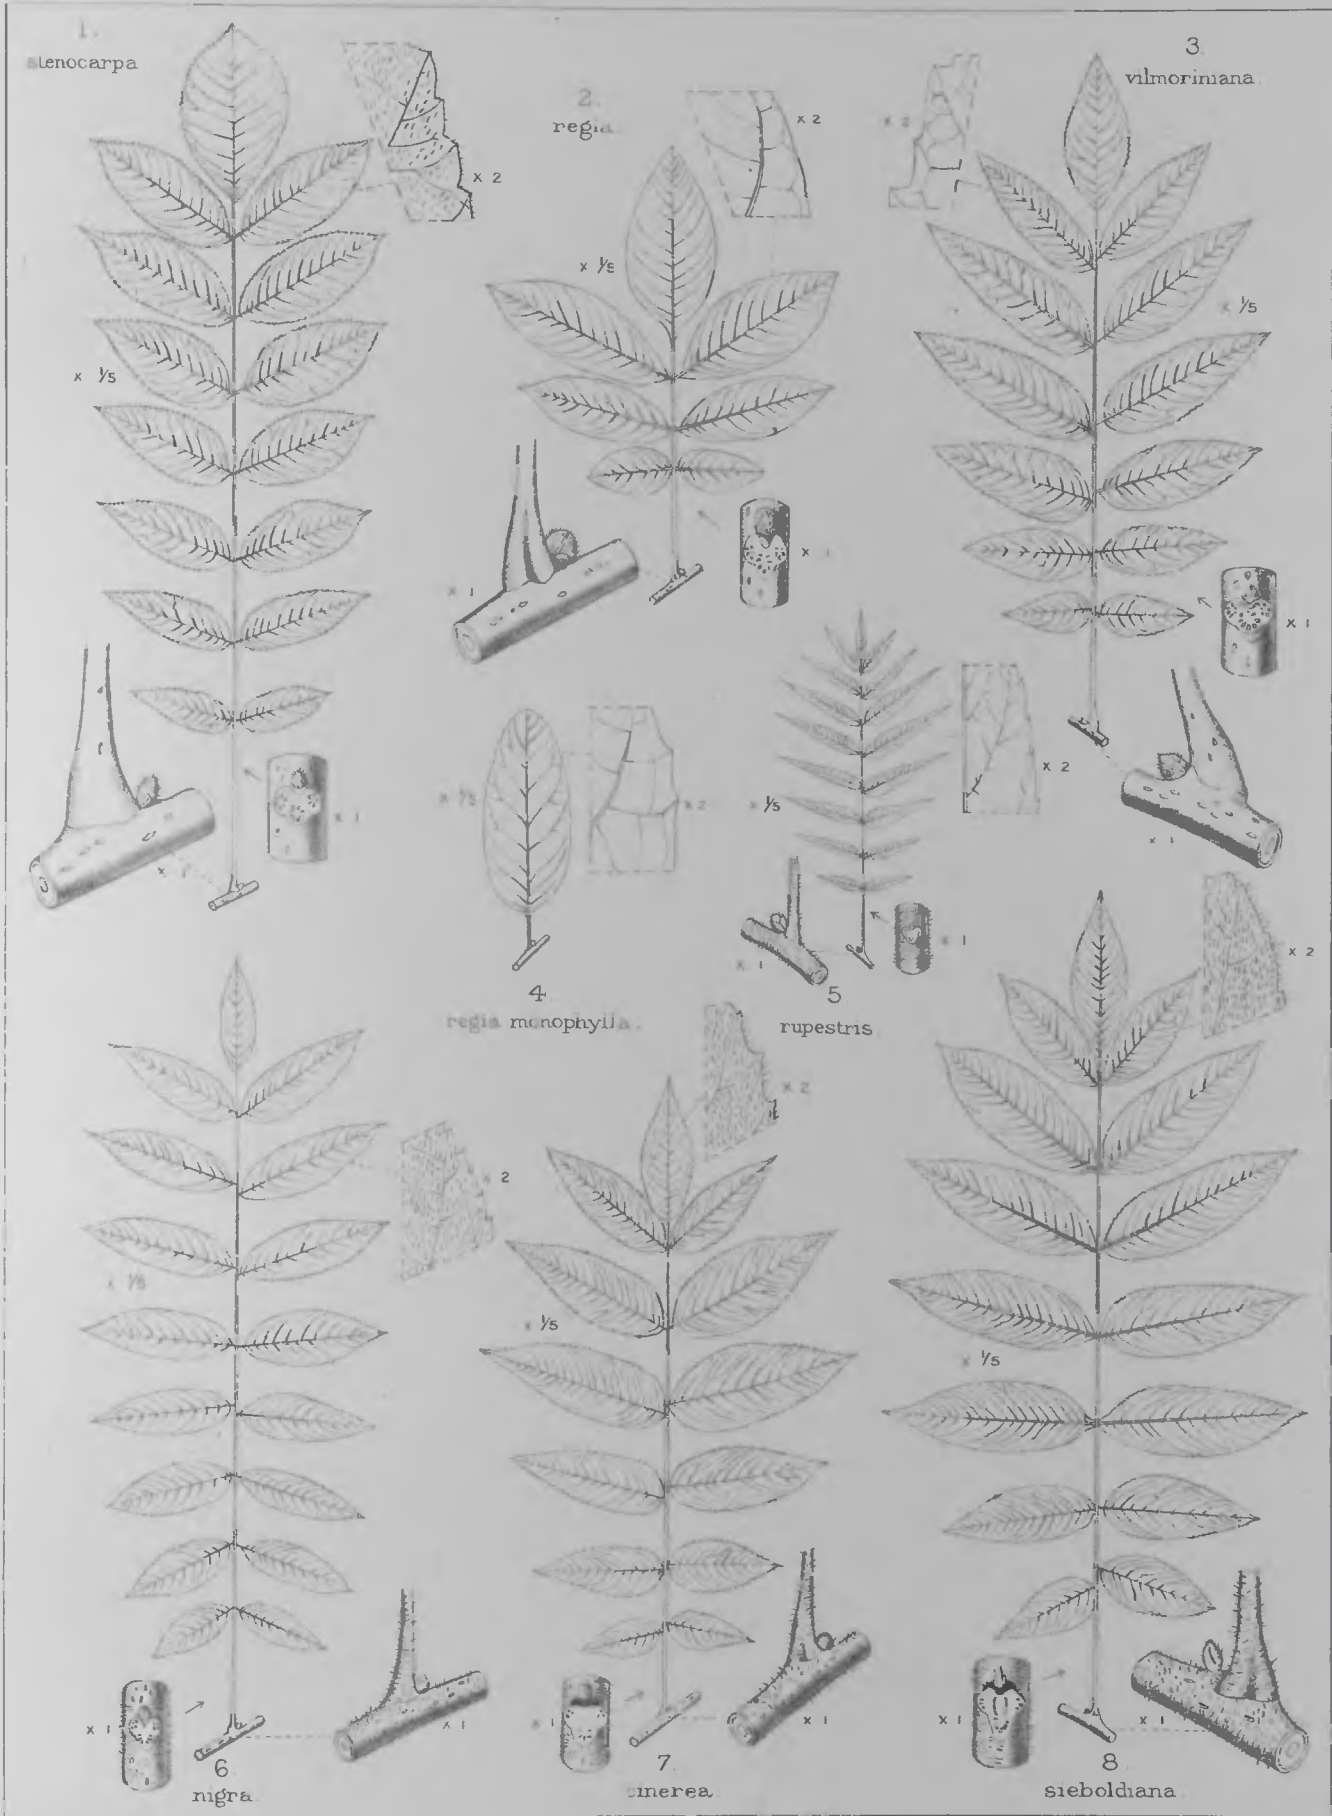 1.
stenocarpa
x 2
2.
regia
x 2
x 2
3
vilmoriniana
x 1/5
x 1/5
x 1/5
x 1
x 1
x 1
x 1/5
x 2
x 1/5
x 2
x 1
x 1
x 1
x 1
x 1
4
regia monophylla.
5
rupestris
x 2
x 2
x 2
x 1/5
x 1/5
x 1/5
x 1
x 1
x 1
x 1
x 1
x 1
6
nigra
7
cinerea
8
sieboldiana